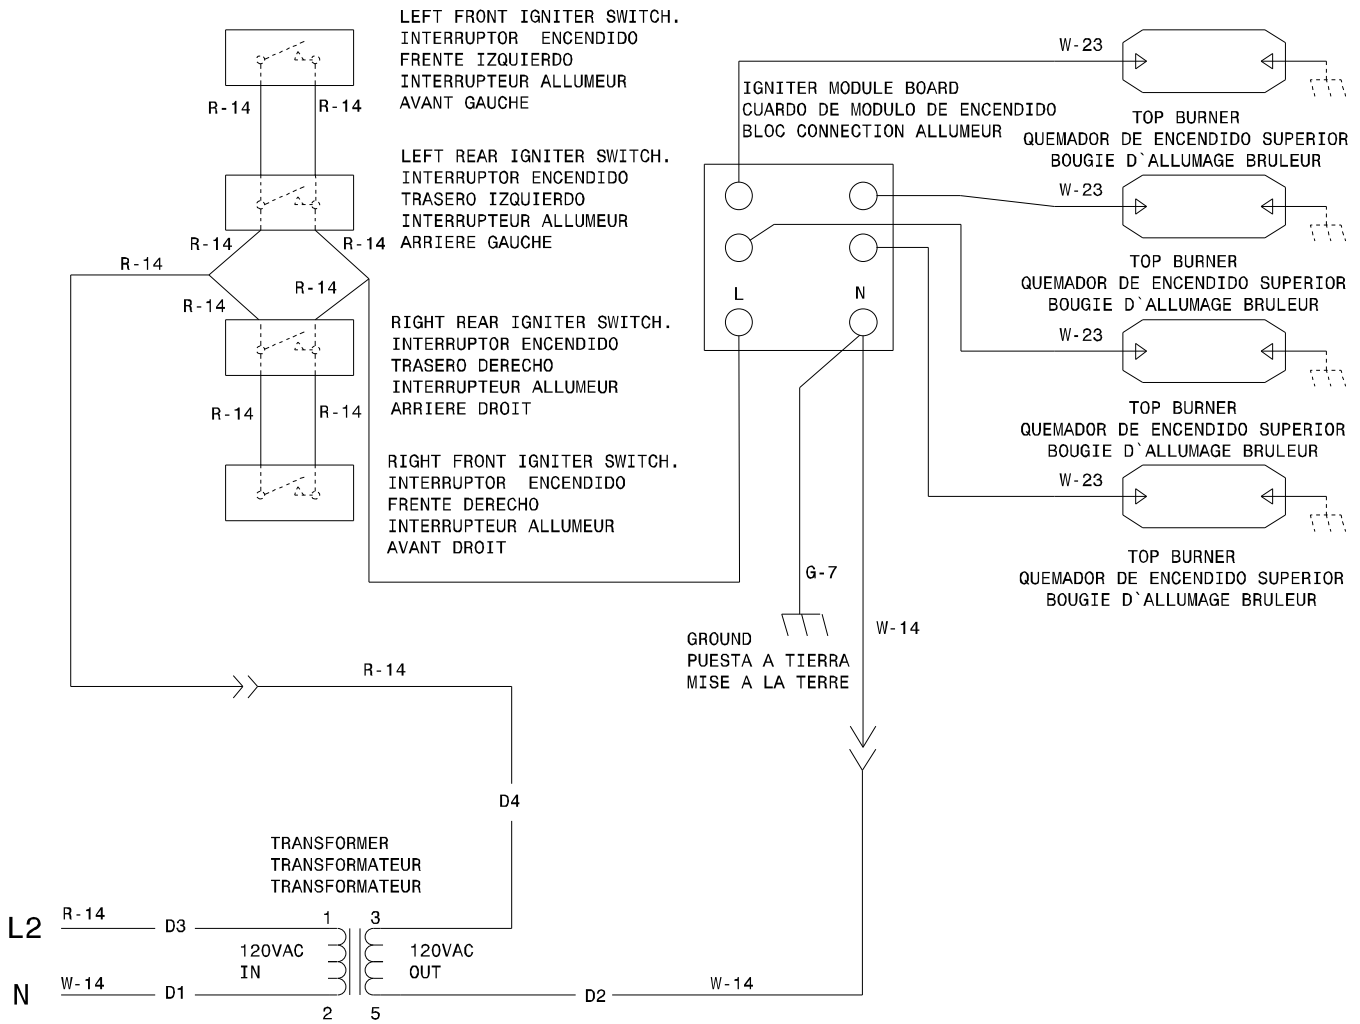 LEFT FRONT IGNITER SWITCH.
INTERRUPTOR ENCENDIDO
FRENTE IZQUIERDO
INTERRUPTEUR ALLUMEUR
AVANT GAUCHE
R-14
R-14
LEFT REAR IGNITER SWITCH.
INTERRUPTOR ENCENDIDO
TRASERO IZQUIERDO
INTERRUPTEUR ALLUMEUR
ARRIERE GAUCHE
R-14
R-14
R-14
R-14
R-14
RIGHT REAR IGNITER SWITCH.
INTERRUPTOR ENCENDIDO
TRASERO DERECHO
INTERRUPTEUR ALLUMEUR
ARRIERE DROIT
R-14
R-14
RIGHT FRONT IGNITER SWITCH.
INTERRUPTOR ENCENDIDO
FRENTE DERECHO
INTERRUPTEUR ALLUMEUR
AVANT DROIT
IGNITER MODULE BOARD
CUARDO DE MODULO DE ENCENDIDO
BLOC CONNECTION ALLUMEUR
L
N
W-23
TOP BURNER
QUEMADOR DE ENCENDIDO SUPERIOR
BOUGIE D`ALLUMAGE BRULEUR
W-23
TOP BURNER
QUEMADOR DE ENCENDIDO SUPERIOR
BOUGIE D`ALLUMAGE BRULEUR
W-23
TOP BURNER
QUEMADOR DE ENCENDIDO SUPERIOR
BOUGIE D`ALLUMAGE BRULEUR
W-23
TOP BURNER
QUEMADOR DE ENCENDIDO SUPERIOR
BOUGIE D`ALLUMAGE BRULEUR
G-7
GROUND
PUESTA A TIERRA
MISE A LA TERRE
W-14
R-14
D4
TRANSFORMER
TRANSFORMATEUR
TRANSFORMATEUR
L2
R-14
D3
1
3
120VAC
IN
120VAC
OUT
N
W-14
D1
2
5
D2
W-14